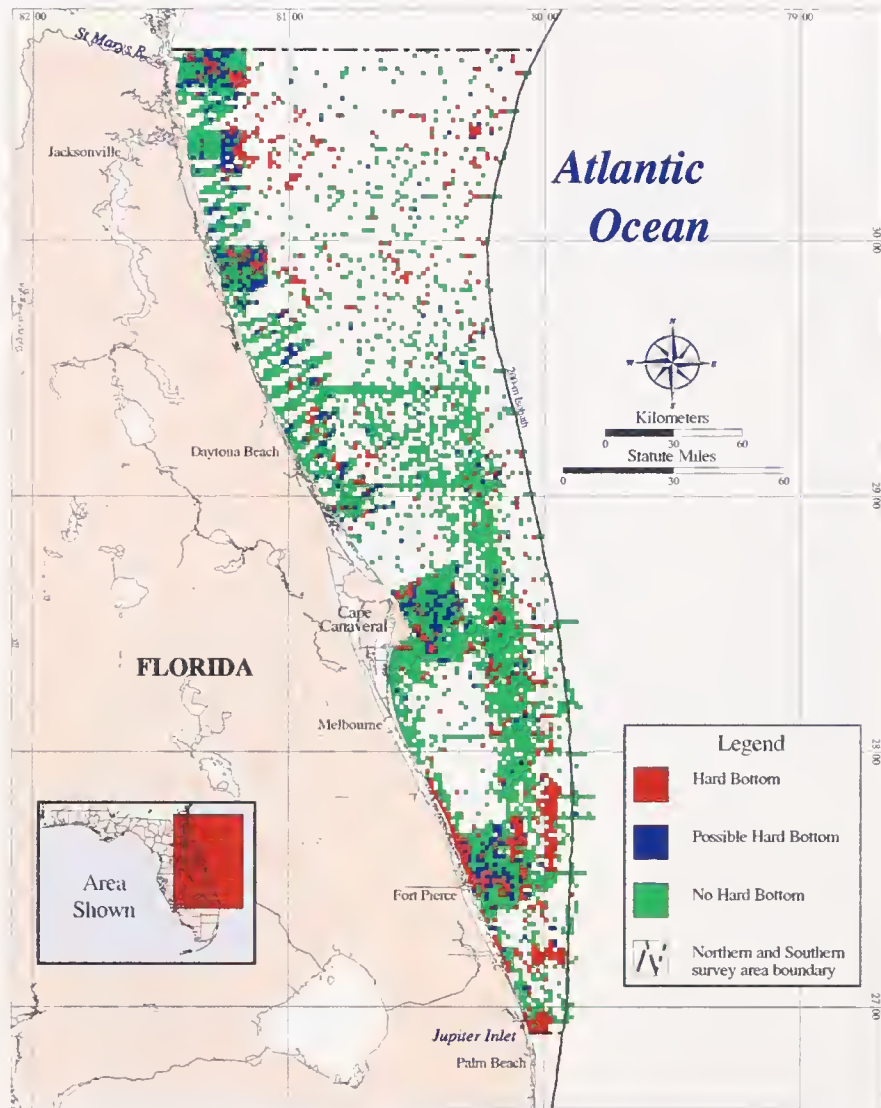 82°00'
81°00'
80°00'
79°00'
St Marys R.
Jacksonville
Atlantic
Ocean
30°00'
N
W
E
S
200-m Isobath
Kilometers
0 30 60
Statute Miles
0 30 60
Daytona Beach
29°00'
Cape
Canaveral
FLORIDA
Melbourne
28°00'
Legend
Hard Bottom
Possible Hard Bottom
No Hard Bottom
Northern and Southern
survey area boundary
Area
Shown
Fort Pierce
27°00'
Jupiter Inlet
Palm Beach